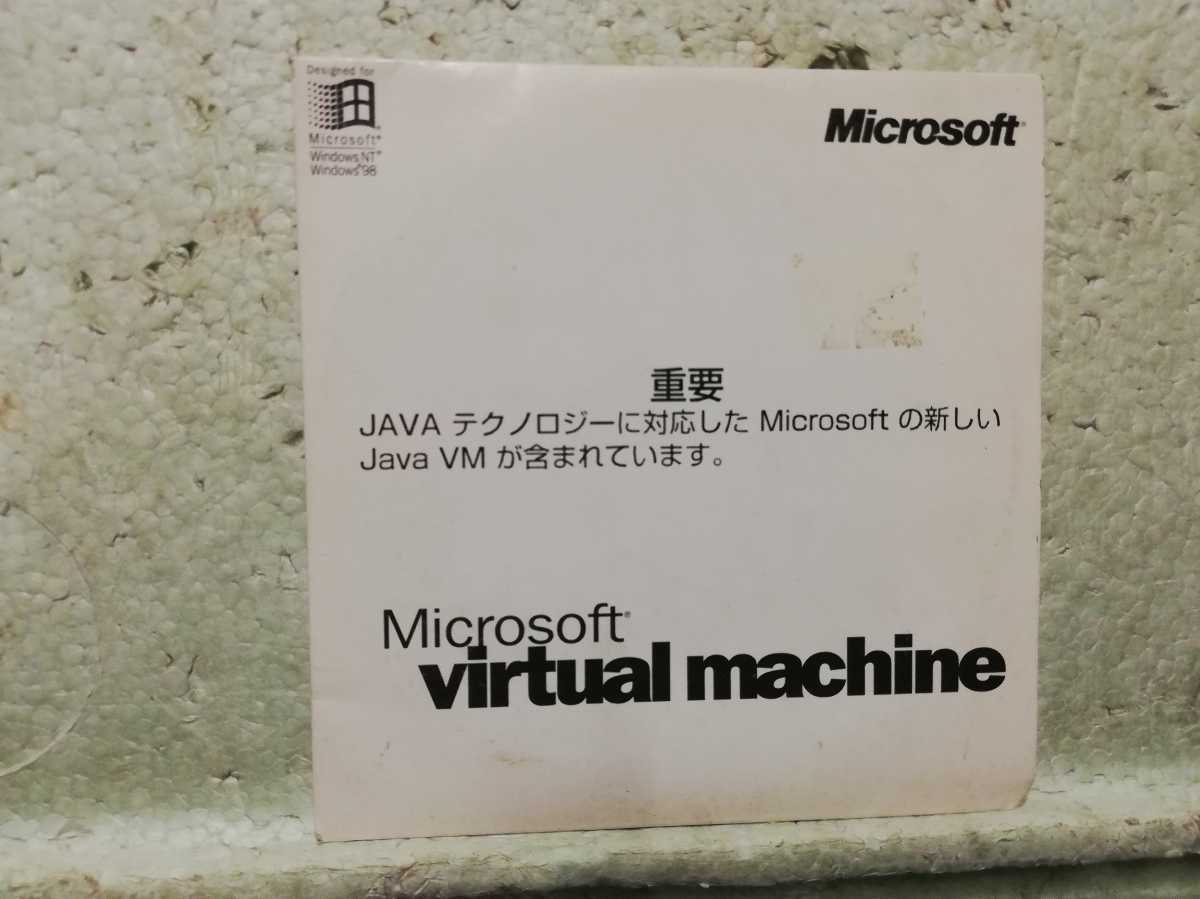 Designed for
Microsoft®
Windows NT®
Windows®98
Microsoft®
重要
JAVA テクノロジーに対応した Microsoft の新しい
Java VM が含まれています。
Microsoft®
virtual machine